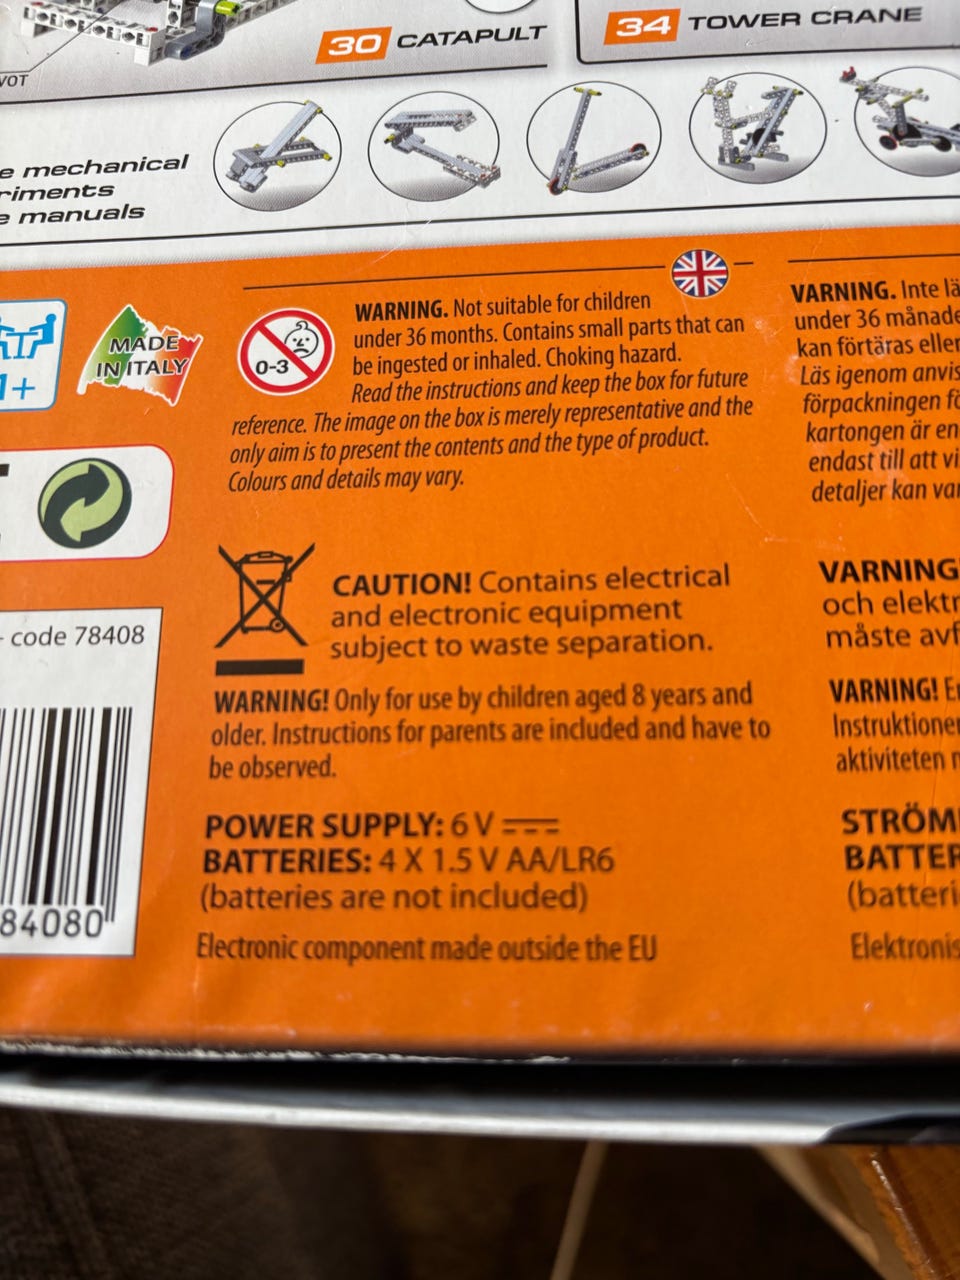 30 CATAPULT
34 TOWER CRANE
VOT
e mechanical
riments
e manuals
MADE
IN ITALY
1+
0-3
WARNING. Not suitable for children
under 36 months. Contains small parts that can
be ingested or inhaled. Choking hazard.
Read the instructions and keep the box for future
reference. The image on the box is merely representative and the
only aim is to present the contents and the type of product.
Colours and details may vary.
CAUTION! Contains electrical
and electronic equipment
subject to waste separation.
WARNING! Only for use by children aged 8 years and
older. Instructions for parents are included and have to
be observed.
POWER SUPPLY: 6 V
BATTERIES: 4 X 1.5 V AA/LR6
(batteries are not included)
Electronic component made outside the EU
- code 78408
84080
VARNING. Inte lä
under 36 månade
kan förtäras eller
Läs igenom anvis
förpackningen fö
kartongen är en
endast till att vi
detaljer kan var
VARNING
och elektr
måste avf
VARNING! E
Instruktione
aktiviteten
STRÖM
BATTER
(batteri
Elektronis